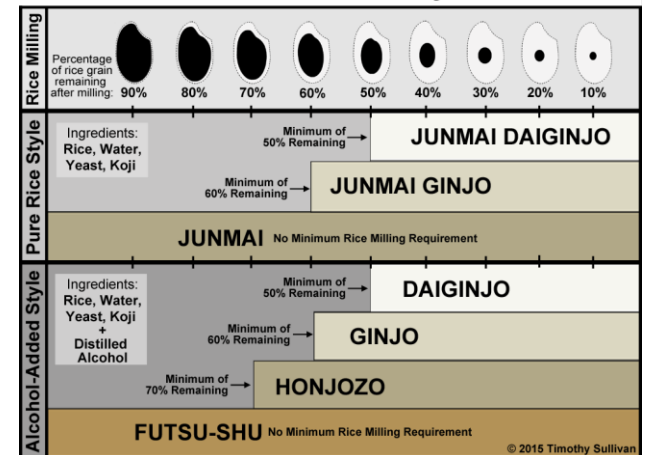 Rice Milling
Percentage
of rice grain
remaining
after milling: 90% 80% 70% 60% 50% 40% 30% 20% 10%
Pure Rice Style
Ingredients:
Rice, Water,
Yeast, Koji
Minimum of
50% Remaining
JUNMAI DAIGINJO
Minimum of
60% Remaining
JUNMAI GINJO
JUNMAI No Minimum Rice Milling Requirement
Alcohol-Added Style
Ingredients:
Rice, Water,
Yeast, Koji
+
Distilled
Alcohol
Minimum of
50% Remaining
DAIGINJO
Minimum of
60% Remaining
GINJO
Minimum of
70% Remaining
HONJOZO
FUTSU-SHU No Minimum Rice Milling Requirement
© 2015 Timothy Sullivan